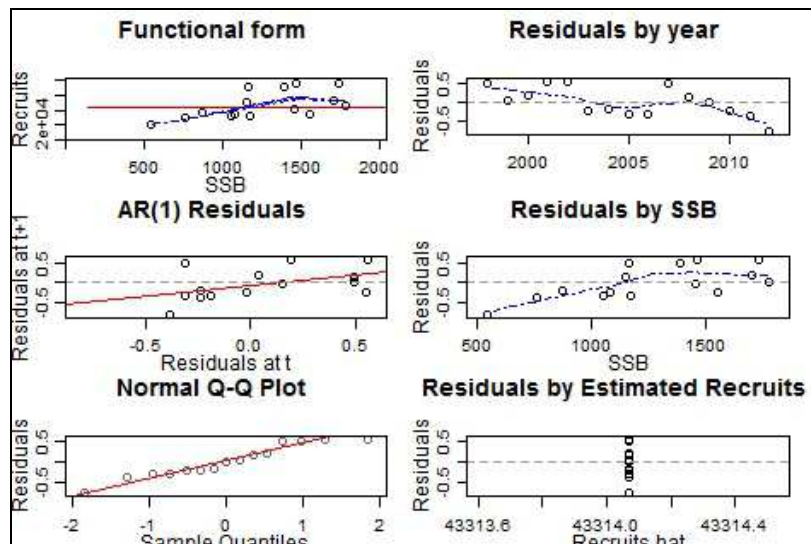 Functional form
Recruits
2e+04
500 1000 1500 2000
SSB
Residuals by year
Residuals
-0.5 0.5
2000 2005 2010
AR(1) Residuals
Residuals at t+1
-0.5 0.5
-0.5 0.0 0.5
Residuals at t
Residuals by SSB
Residuals
-0.5 0.5
500 1000 1500
SSB
Normal Q-Q Plot
Residuals
-0.5 0.5
-2 -1 0 1 2
Sample Quantiles
Residuals by Estimated Recruits
Residuals
-0.5 0.5
43313.6 43314.0 43314.4
Recruits hat